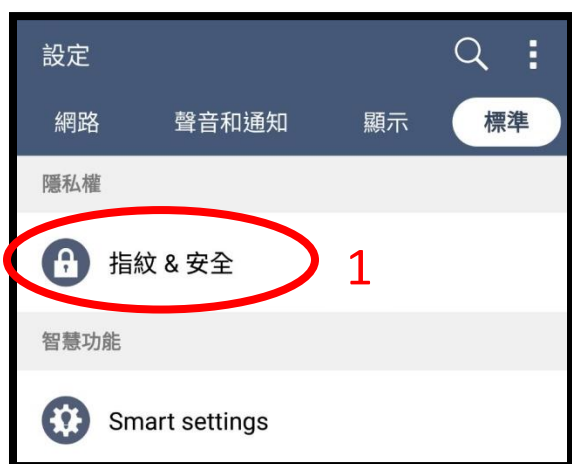 設定
網路 聲音和通知 顯示 標準
隱私權
指紋 & 安全 1
智慧功能
Smart settings